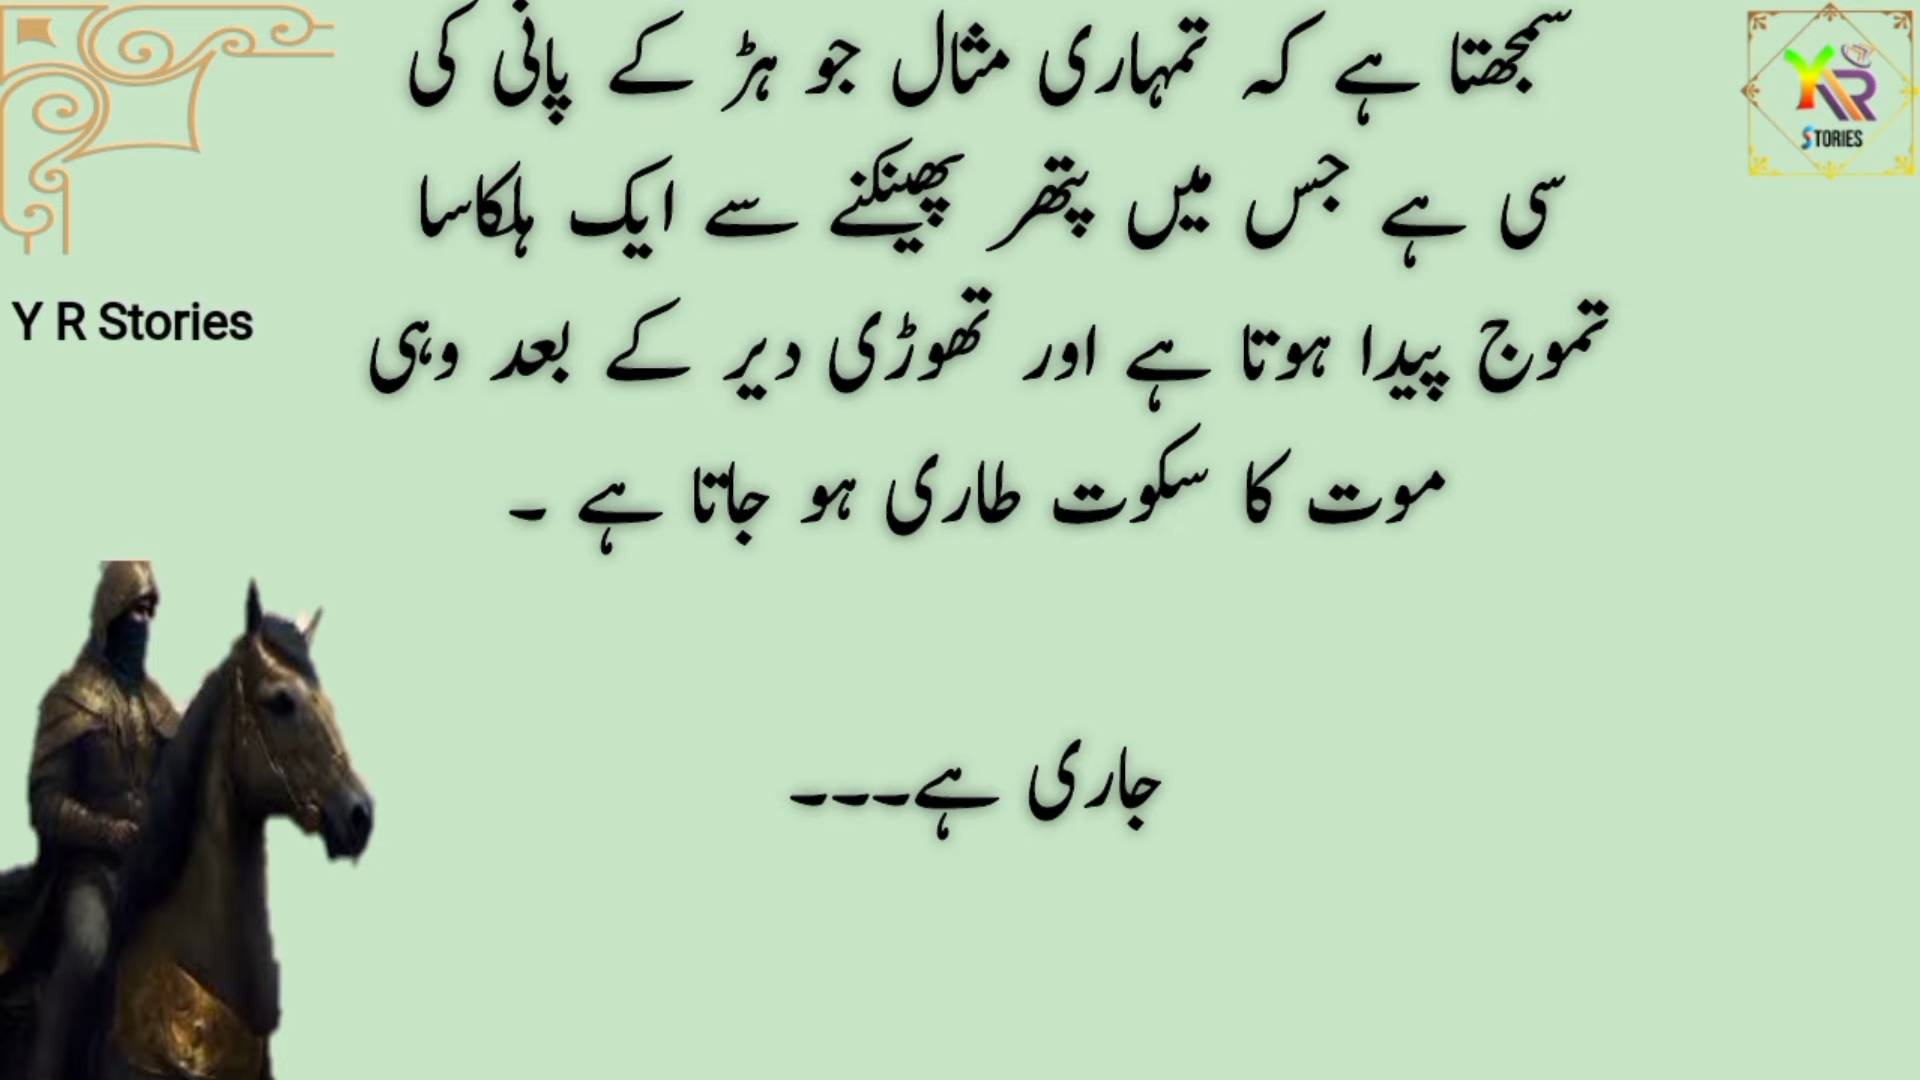 سمجھتا ہے کہ تمہاری مثال جو ہڑ کے پانی کی
سی ہے جس میں پتھر پھینکنے سے ایک ہلکاسا
تموج پیدا ہوتا ہے اور تھوڑی دیر کے بعد وہی
موت کا سکوت طاری ہو جاتا ہے ۔
جاری ہے۔۔۔
Y R Stories
YR
STORIES